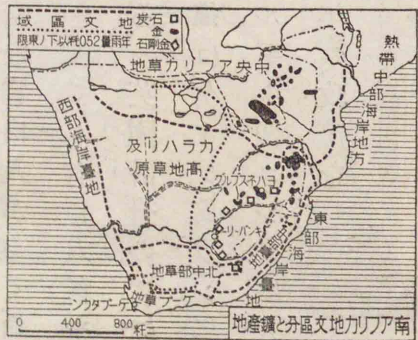 地文區域
年雨量250粍以下ノ東限
石炭
金
金剛石
熱帶中部海岸地方
中央アフリカ草地
カラハリ及
高地草原
西部海岸臺地
ヨハネスブルグ
キンバーリー
東部海岸臺地
中部臺地
北中部草地
ケープ草地
ケープタウン
0 400 800 粁
南アフリカ地文區分と鑛產地